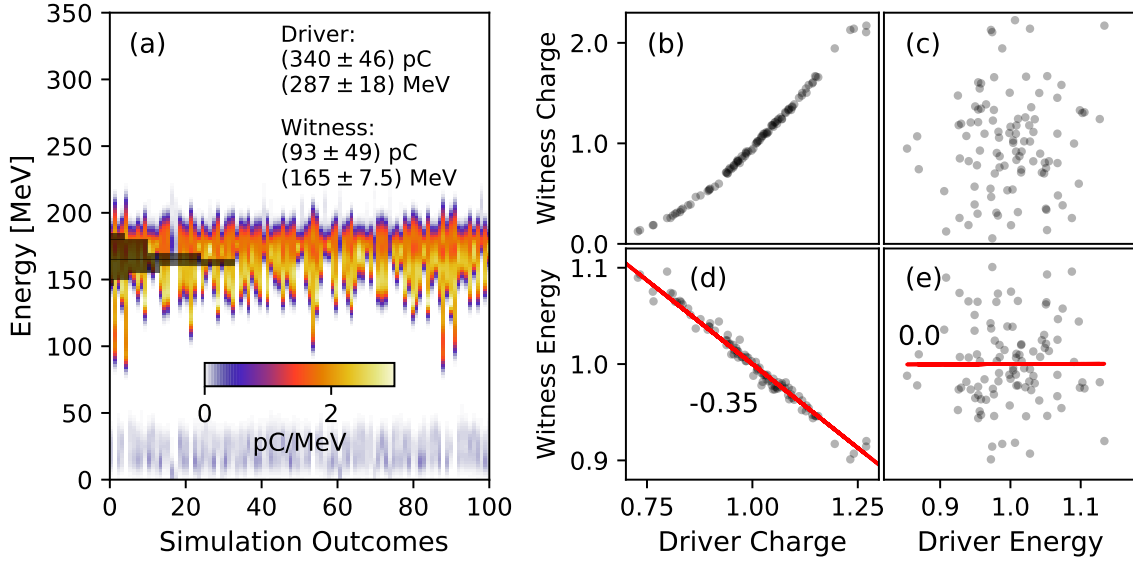 350
300
250
200
150
100
50
0
Energy [MeV]
(a)
Driver:
(340 ± 46) pC
(287 ± 18) MeV
Witness:
(93 ± 49) pC
(165 ± 7.5) MeV
0
2
pC/MeV
0
20
40
60
80
100
Simulation Outcomes
(b)
2.0
1.0
0.0
Witness Charge
(c)
(d)
1.1
1.0
0.9
Witness Energy
-0.35
0.75
1.00
1.25
Driver Charge
(e)
0.0
0.9
1.0
1.1
Driver Energy